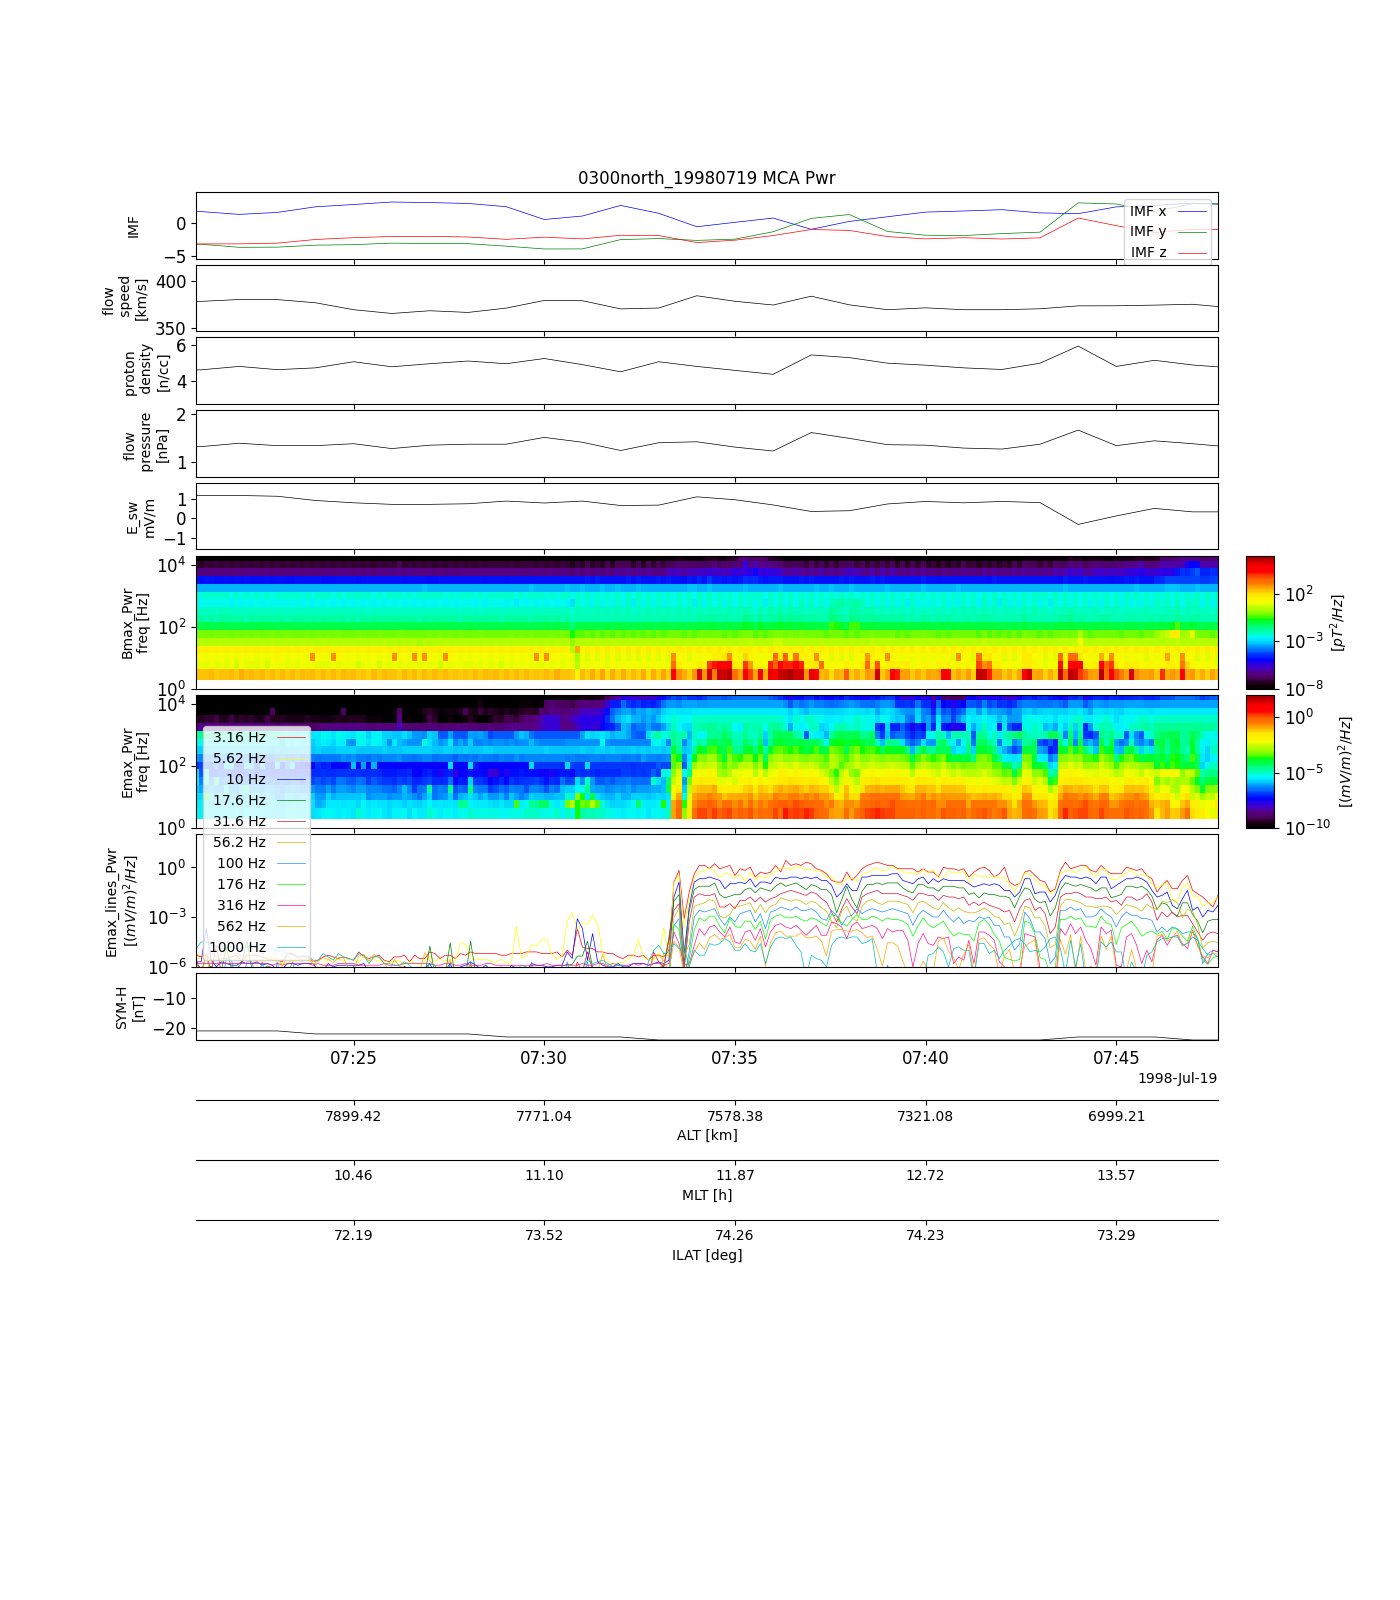 0300north_19980719 MCA Pwr
IMF
0
−5
IMF x
IMF y
IMF z
flow
speed
[km/s]
400
350
proton
density
[n/cc]
6
4
flow
pressure
[nPa]
2
1
E_sw
mV/m
1
0
−1
Bmax_Pwr
freq [Hz]
10^4
10^2
10^0
10^2
10^−3
10^−8
[pT^2/Hz]
Emax_Pwr
freq [Hz]
10^4
10^2
10^0
10^0
10^−5
10^−10
[(mV/m)^2/Hz]
3.16 Hz
5.62 Hz
10 Hz
17.6 Hz
31.6 Hz
56.2 Hz
100 Hz
176 Hz
316 Hz
562 Hz
1000 Hz
Emax_lines_Pwr
[(mV/m)^2/Hz]
10^0
10^−3
10^−6
SYM-H
[nT]
−10
−20
07:25 07:30 07:35 07:40 07:45
1998-Jul-19
7899.42 7771.04 7578.38 7321.08 6999.21
ALT [km]
10.46 11.10 11.87 12.72 13.57
MLT [h]
72.19 73.52 74.26 74.23 73.29
ILAT [deg]